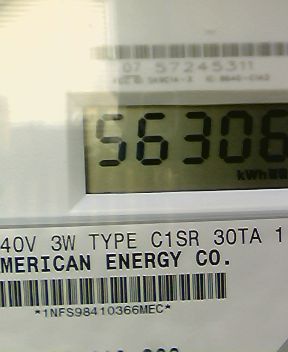 07 57245311
56306
kWh
40V 3W TYPE C1SR 30TA 1
MERICAN ENERGY CO.
*1NFS98410366MEC*